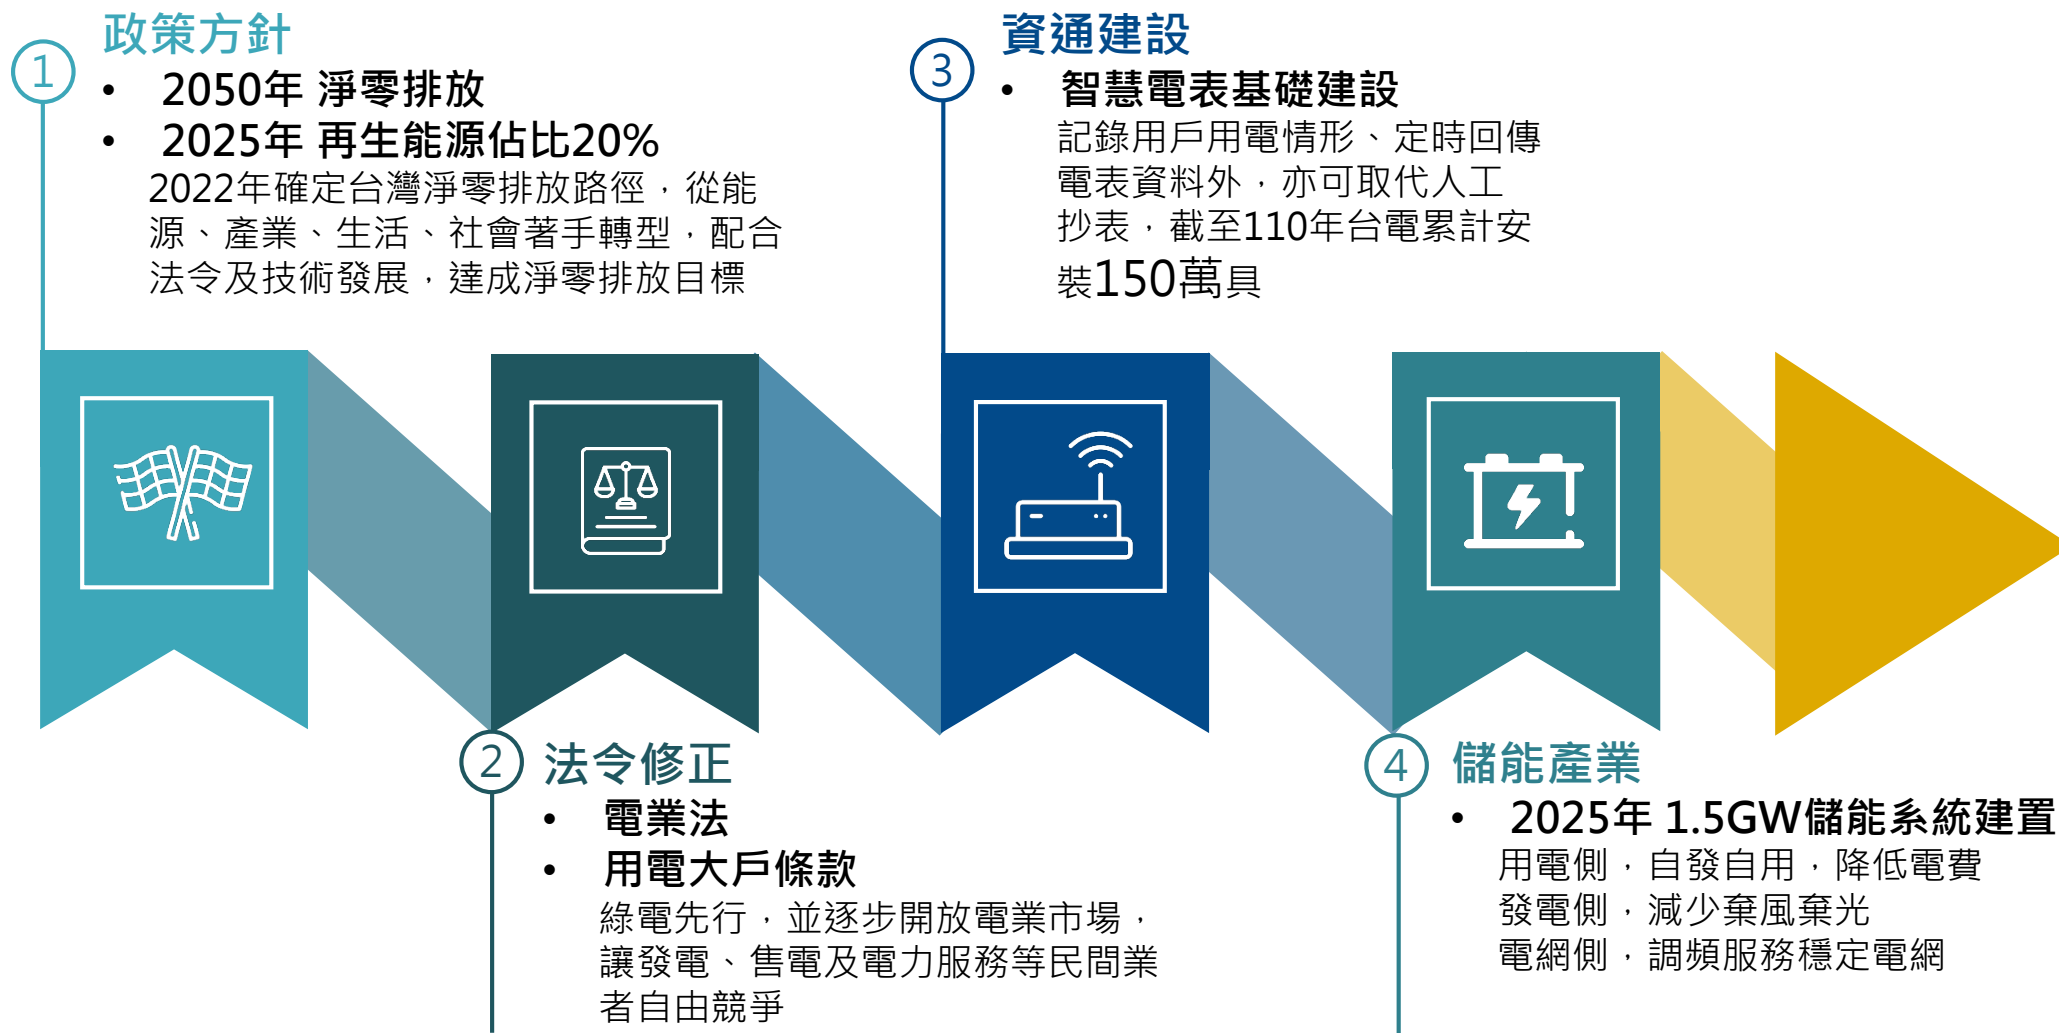 1
政策方針
• 2050年 淨零排放
• 2025年 再生能源佔比20%
2022年確定台灣淨零排放路徑，從能
源、產業、生活、社會著手轉型，配合
法令及技術發展，達成淨零排放目標
2
法令修正
• 電業法
• 用電大戶條款
綠電先行，並逐步開放電業市場，
讓發電、售電及電力服務等民間業
者自由競爭
3
資通建設
• 智慧電表基礎建設
記錄用戶用電情形、定時回傳
電表資料外，亦可取代人工
抄表，截至110年台電累計安
裝150萬具
4
儲能產業
• 2025年 1.5GW儲能系統建置
用電側，自發自用，降低電費
發電側，減少棄風棄光
電網側，調頻服務穩定電網